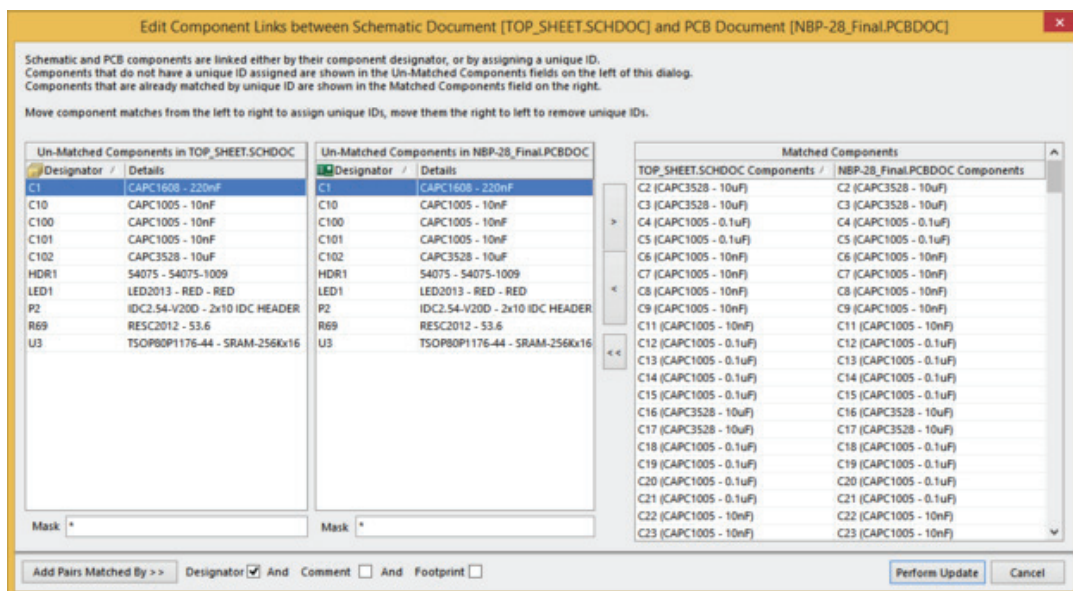 Edit Component Links between Schematic Document [TOP_SHEET.SCHDOC] and PCB Document [NBP-28_Final.PCBDOC]
×
Schematic and PCB components are linked either by their component designator, or by assigning a unique ID.
Components that do not have a unique ID assigned are shown in the Un-Matched Components fields on the left of this dialog.
Components that are already matched by unique ID are shown in the Matched Components field on the right.
Move component matches from the left to right to assign unique IDs, move them the right to left to remove unique IDs.
Un-Matched Components in TOP_SHEET.SCHDOC
Designator / Details
C1 CAPC1608 - 220nF
C10 CAPC1005 - 10nF
C100 CAPC1005 - 10nF
C101 CAPC1005 - 10nF
C102 CAPC3528 - 10uF
HDR1 54075 - 54075-1009
LED1 LED2013 - RED - RED
P2 IDC2.54-V20D - 2x10 IDC HEADER
R69 RESC2012 - 53.6
U3 TSOP80P1176-44 - SRAM-256Kx16
Mask *
Un-Matched Components in NBP-28_Final.PCBDOC
Designator / Details
C1 CAPC1608 - 220nF
C10 CAPC1005 - 10nF
C100 CAPC1005 - 10nF
C101 CAPC1005 - 10nF
C102 CAPC3528 - 10uF
HDR1 54075 - 54075-1009
LED1 LED2013 - RED - RED
P2 IDC2.54-V20D - 2x10 IDC HEADER
R69 RESC2012 - 53.6
U3 TSOP80P1176-44 - SRAM-256Kx16
Mask *
>
<
<<
Matched Components
TOP_SHEET.SCHDOC Components / NBP-28_Final.PCBDOC Components
C2 (CAPC3528 - 10uF) C2 (CAPC3528 - 10uF)
C3 (CAPC3528 - 10uF) C3 (CAPC3528 - 10uF)
C4 (CAPC1005 - 0.1uF) C4 (CAPC1005 - 0.1uF)
C5 (CAPC1005 - 0.1uF) C5 (CAPC1005 - 0.1uF)
C6 (CAPC1005 - 10nF) C6 (CAPC1005 - 10nF)
C7 (CAPC1005 - 10nF) C7 (CAPC1005 - 10nF)
C8 (CAPC1005 - 10nF) C8 (CAPC1005 - 10nF)
C9 (CAPC1005 - 10nF) C9 (CAPC1005 - 10nF)
C11 (CAPC1005 - 10nF) C11 (CAPC1005 - 10nF)
C12 (CAPC1005 - 0.1uF) C12 (CAPC1005 - 0.1uF)
C13 (CAPC1005 - 0.1uF) C13 (CAPC1005 - 0.1uF)
C14 (CAPC1005 - 0.1uF) C14 (CAPC1005 - 0.1uF)
C15 (CAPC1005 - 0.1uF) C15 (CAPC1005 - 0.1uF)
C16 (CAPC3528 - 10uF) C16 (CAPC3528 - 10uF)
C17 (CAPC3528 - 10uF) C17 (CAPC3528 - 10uF)
C18 (CAPC1005 - 0.1uF) C18 (CAPC1005 - 0.1uF)
C19 (CAPC1005 - 0.1uF) C19 (CAPC1005 - 0.1uF)
C20 (CAPC1005 - 0.1uF) C20 (CAPC1005 - 0.1uF)
C21 (CAPC1005 - 0.1uF) C21 (CAPC1005 - 0.1uF)
C22 (CAPC1005 - 10nF) C22 (CAPC1005 - 10nF)
C23 (CAPC1005 - 10nF) C23 (CAPC1005 - 10nF)
Add Pairs Matched By >> Designator And Comment And Footprint
Perform Update Cancel